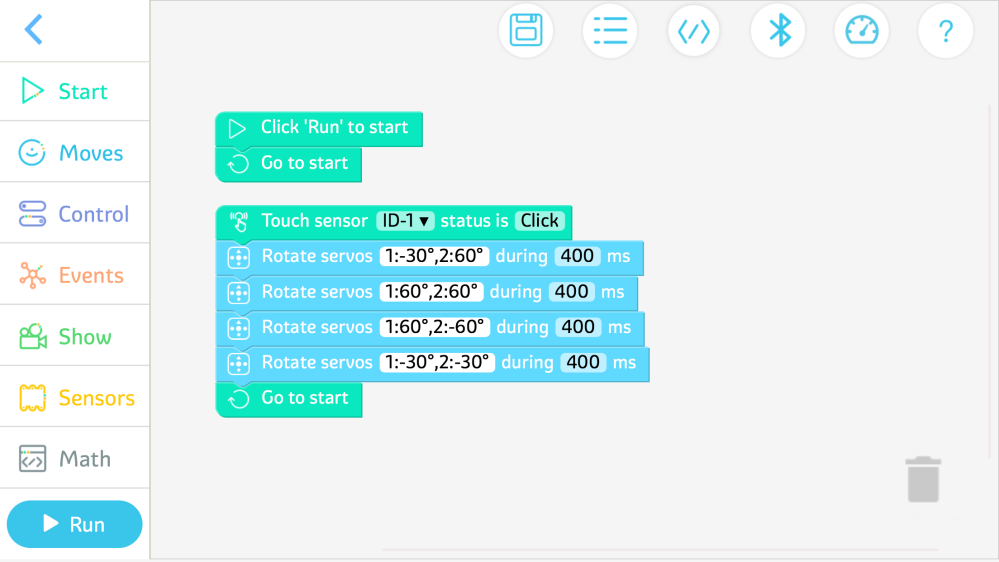 ?
Start
Moves
Control
Events
Show
Sensors
Math
Run
Click 'Run' to start
Go to start
Touch sensor ID-1 ▾ status is Click
Rotate servos 1:-30°,2:60° during 400 ms
Rotate servos 1:60°,2:60° during 400 ms
Rotate servos 1:60°,2:-60° during 400 ms
Rotate servos 1:-30°,2:-30° during 400 ms
Go to start